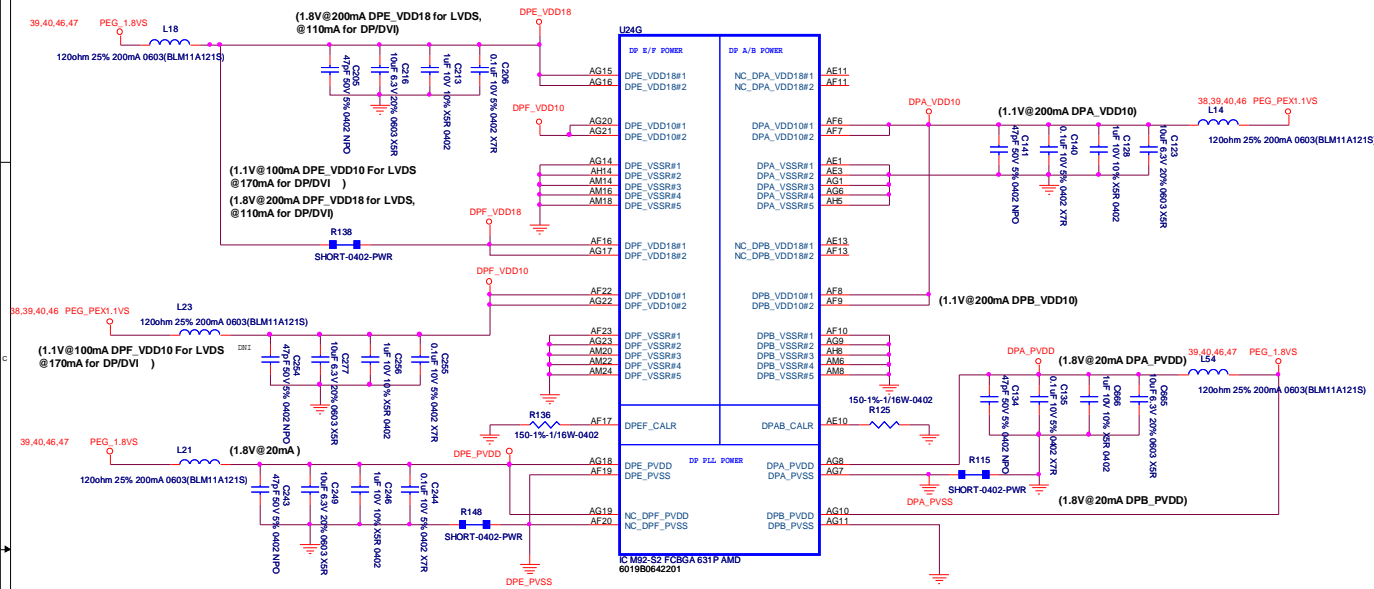 39,40,46,47 PEG_1.8VS
L18
120ohm 25% 200mA 0603(BLM11A121S)
(1.8V@200mA DPE_VDD18 for LVDS,
@110mA for DP/DVI)
DPE_VDD18
C205
47pF 50V 5% 0402 NPO
C216
10uF 6.3V 20% 0603 X5R
C213
1uF 10V 10% X5R 0402
C206
0.1uF 10V 5% 0402 X7R
DPF_VDD10
(1.1V@100mA DPE_VDD10 For LVDS
@170mA for DP/DVI )
(1.8V@200mA DPF_VDD18 for LVDS,
@110mA for DP/DVI)
DPF_VDD18
R138
SHORT-0402-PWR
DPF_VDD10
38,39,40,46 PEG_PEX1.1VS
L23
120ohm 25% 200mA 0603(BLM11A121S)
(1.1V@100mA DPF_VDD10 For LVDS
@170mA for DP/DVI )
DNI
C254
47pF 50V 5% 0402 NPO
C277
10uF 6.3V 20% 0603 X5R
C256
1uF 10V 10% X5R 0402
C255
0.1uF 10V 5% 0402 X7R
C
R136
150-1%-1/16W-0402
39,40,46,47 PEG_1.8VS
L21
120ohm 25% 200mA 0603(BLM11A121S)
(1.8V@20mA )
DPE_PVDD
C243
47pF 50V 5% 0402 NPO
C249
10uF 6.3V 20% 0603 X5R
C246
1uF 10V 10% X5R 0402
C244
0.1uF 10V 5% 0402 X7R
R148
SHORT-0402-PWR
DPE_PVSS
U24G
DP E/F POWER
DP A/B POWER
AG15 DPE_VDD18#1
AG16 DPE_VDD18#2
AG20 DPE_VDD10#1
AG21 DPE_VDD10#2
AG14 DPE_VSSR#1
AH14 DPE_VSSR#2
AM14 DPE_VSSR#3
AM16 DPE_VSSR#4
AM18 DPE_VSSR#5
AF16 DPF_VDD18#1
AG17 DPF_VDD18#2
AF22 DPF_VDD10#1
AG22 DPF_VDD10#2
AF23 DPF_VSSR#1
AG23 DPF_VSSR#2
AM20 DPF_VSSR#3
AM22 DPF_VSSR#4
AM24 DPF_VSSR#5
AF17 DPEF_CALR
DP PLL POWER
AG18 DPE_PVDD
AF19 DPE_PVSS
AG19 NC_DPF_PVDD
AF20 NC_DPF_PVSS
NC_DPA_VDD18#1 AE11
NC_DPA_VDD18#2 AF11
DPA_VDD10#1 AF6
DPA_VDD10#2 AF7
DPA_VSSR#1 AE1
DPA_VSSR#2 AE3
DPA_VSSR#3 AG1
DPA_VSSR#4 AG6
DPA_VSSR#5 AH5
NC_DPB_VDD18#1 AE13
NC_DPB_VDD18#2 AF13
DPB_VDD10#1 AF8
DPB_VDD10#2 AF9
DPB_VSSR#1 AF10
DPB_VSSR#2 AG9
DPB_VSSR#3 AH8
DPB_VSSR#4 AM6
DPB_VSSR#5 AM8
DPAB_CALR AE10
DPA_PVDD AG8
DPA_PVSS AG7
DPB_PVDD AG10
DPB_PVSS AG11
IC M92-S2 FCBGA 631P AMD
6019B0642201
DPA_VDD10
(1.1V@200mA DPA_VDD10)
38,39,40,46 PEG_PEX1.1VS
L14
120ohm 25% 200mA 0603(BLM11A121S)
C141
47pF 50V 5% 0402 NPO
C140
0.1uF 10V 5% 0402 X7R
C128
1uF 10V 10% X5R 0402
C123
10uF 6.3V 20% 0603 X5R
(1.1V@200mA DPB_VDD10)
DPA_PVDD
(1.8V@20mA DPA_PVDD)
39,40,46,47 PEG_1.8VS
L54
120ohm 25% 200mA 0603(BLM11A121S)
150-1%-1/16W-0402
R125
C134
47pF 50V 5% 0402 NPO
C135
0.1uF 10V 5% 0402 X7R
C666
1uF 10V 10% X5R 0402
C665
10uF 6.3V 20% 0603 X5R
R115
SHORT-0402-PWR
DPA_PVSS
(1.8V@20mA DPB_PVDD)